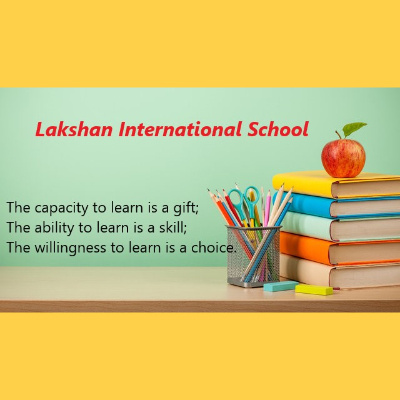 Lakshan International School
The capacity to learn is a gift;
The ability to learn is a skill;
The willingness to learn is a choice.